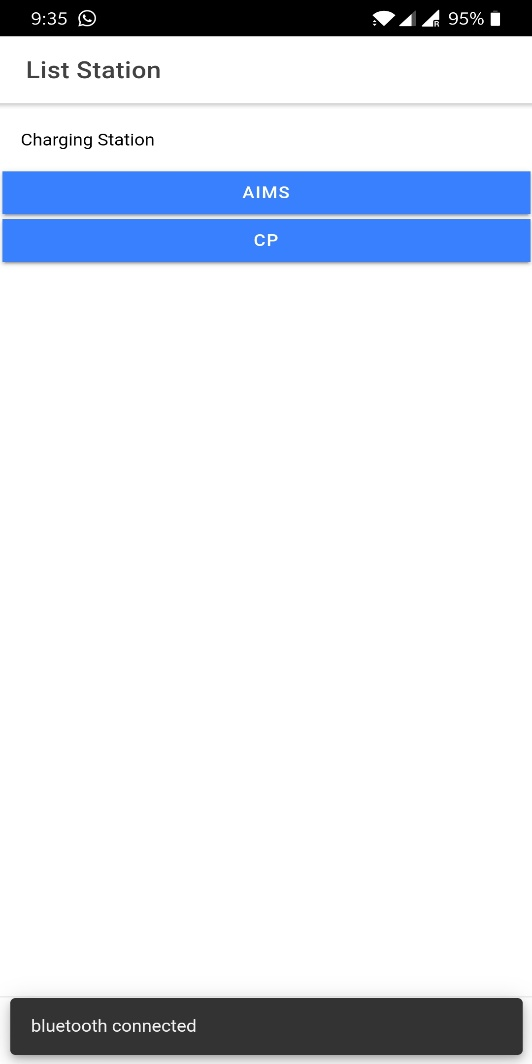 9:35 95%
List Station
Charging Station
AIMS
CP
bluetooth connected